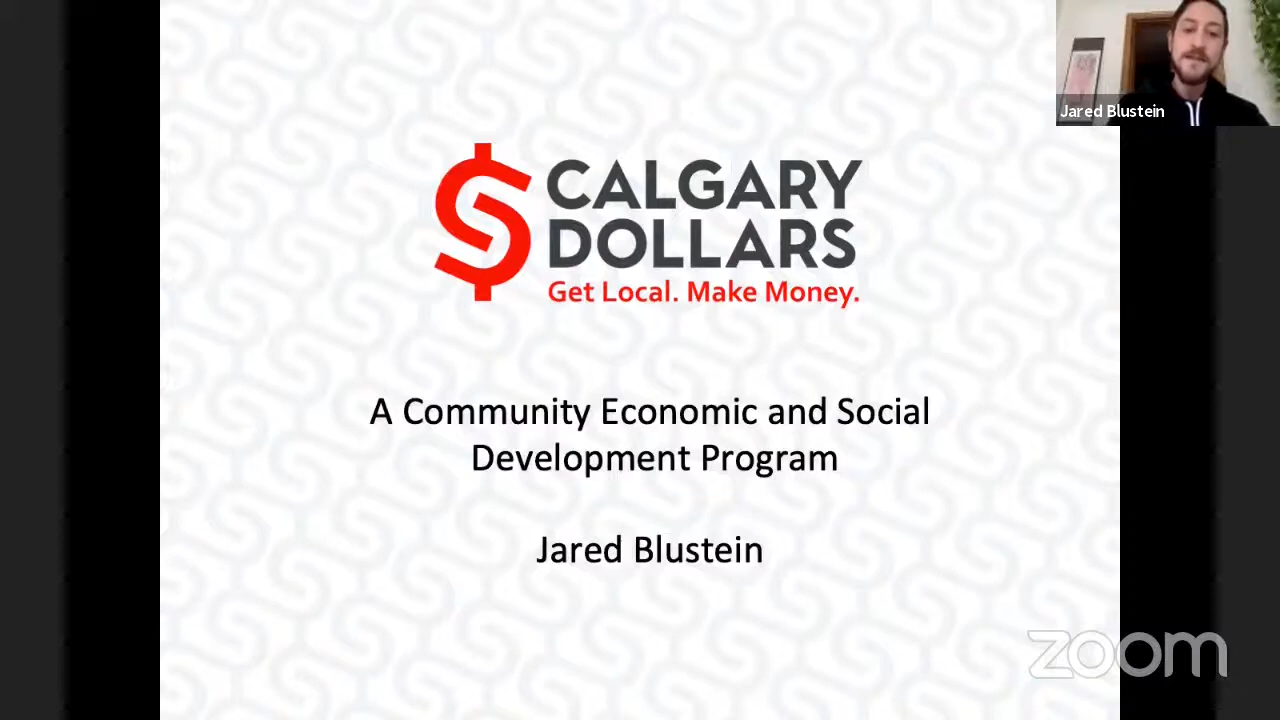 Jared Blustein
CALGARY
DOLLARS
Get Local. Make Money.
A Community Economic and Social
Development Program
Jared Blustein
zoom